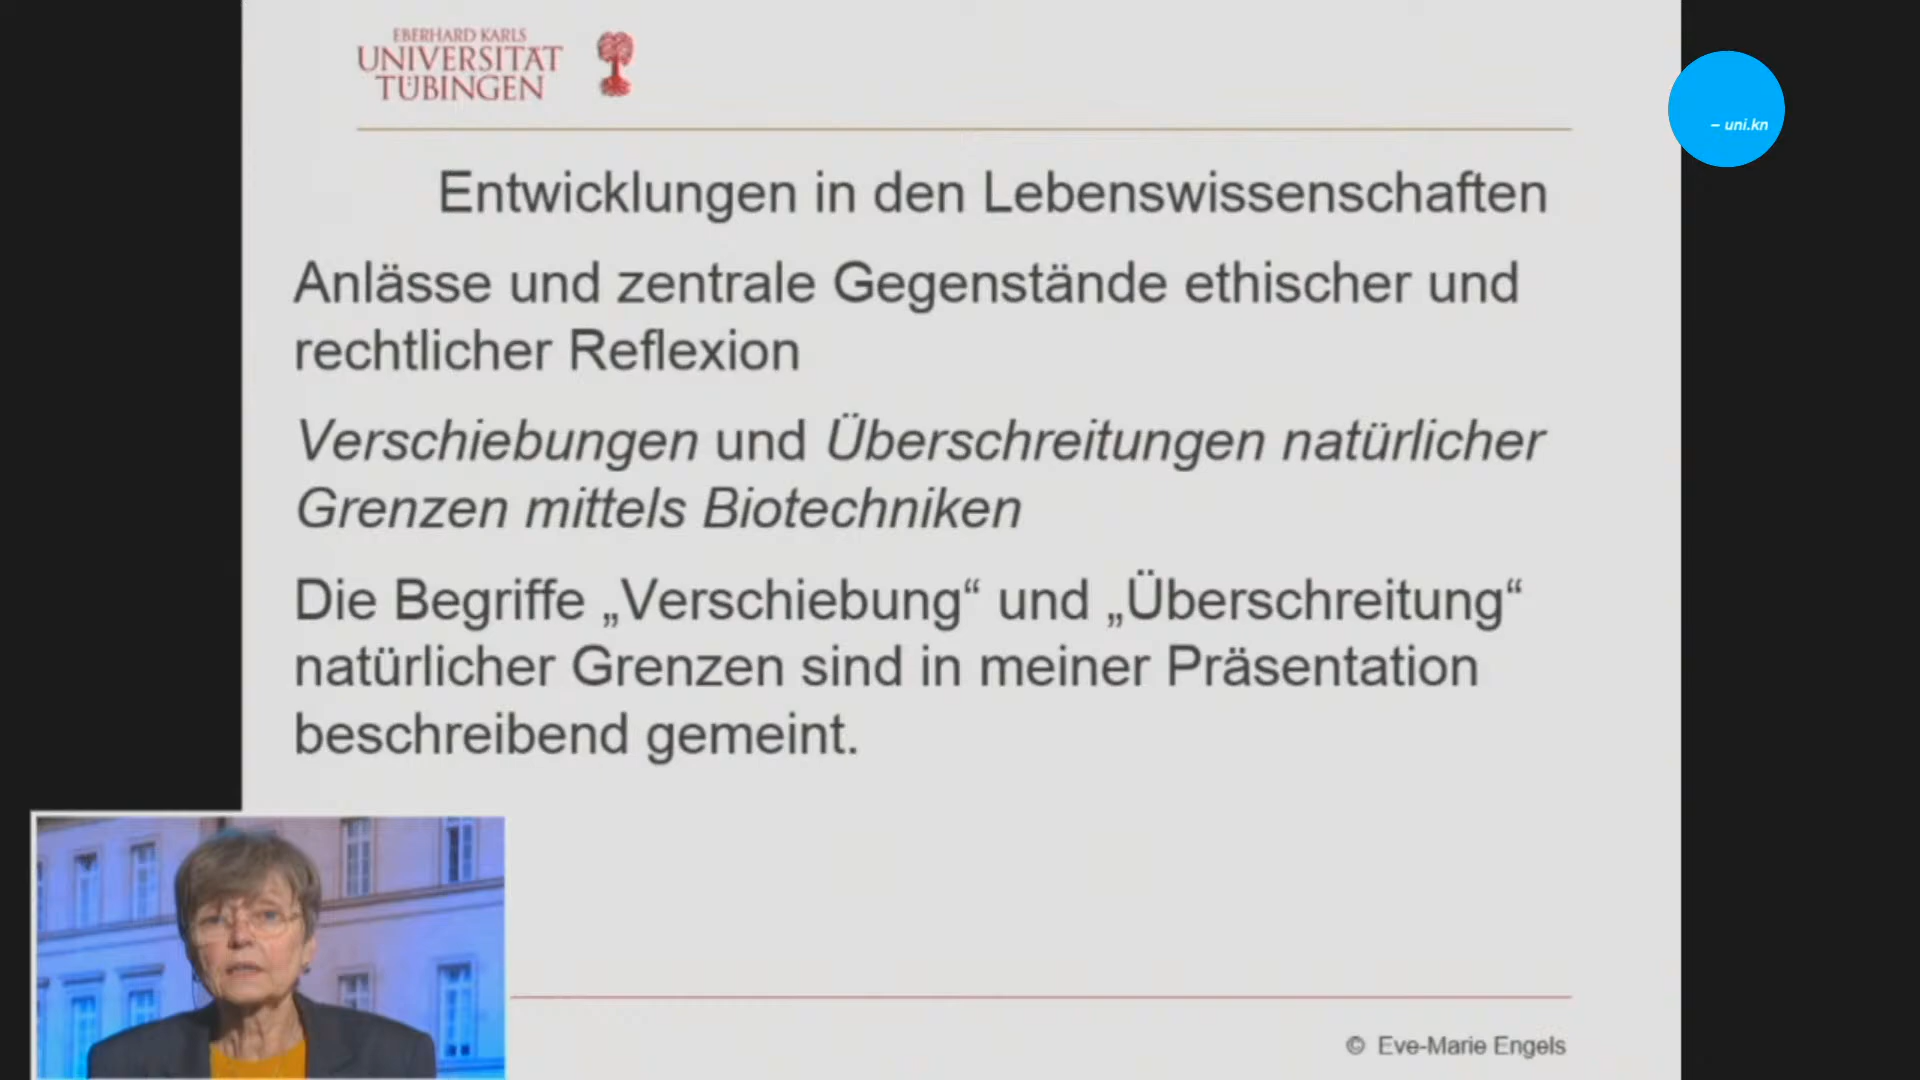 EBERHARD KARLS
UNIVERSITÄT
TÜBINGEN
– uni.kn
Entwicklungen in den Lebenswissenschaften
Anlässe und zentrale Gegenstände ethischer und
rechtlicher Reflexion
Verschiebungen und Überschreitungen natürlicher
Grenzen mittels Biotechniken
Die Begriffe „Verschiebung“ und „Überschreitung“
natürlicher Grenzen sind in meiner Präsentation
beschreibend gemeint.
© Eve-Marie Engels